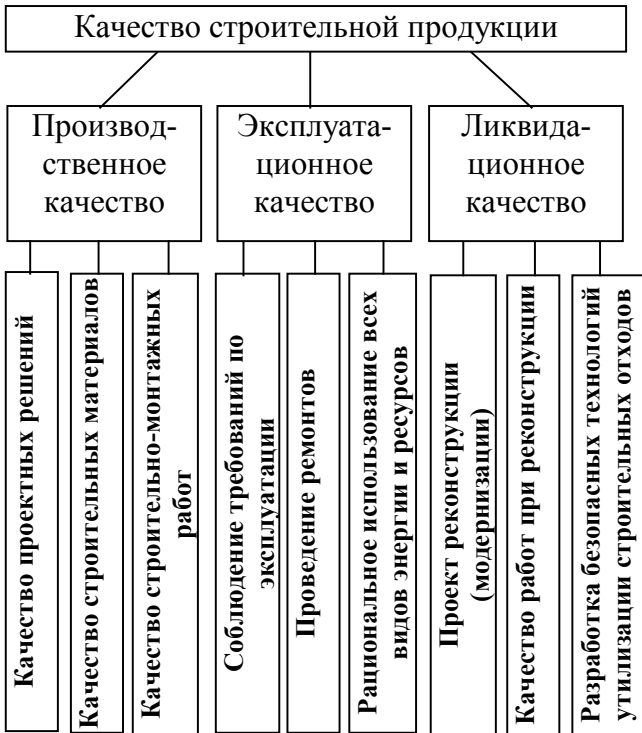 Качество строительной продукции
Производ-
ственное
качество
Эксплуата-
ционное
качество
Ликвида-
ционное
качество
Качество проектных решений
Качество строительных материалов
Качество строительно-монтажных
работ
Соблюдение требований по
эксплуатации
Проведение ремонтов
Рациональное использование всех
видов энергии и ресурсов
Проект реконструкции
(модернизации)
Качество работ при реконструкции
Разработка безопасных технологий
утилизации строительных отходов